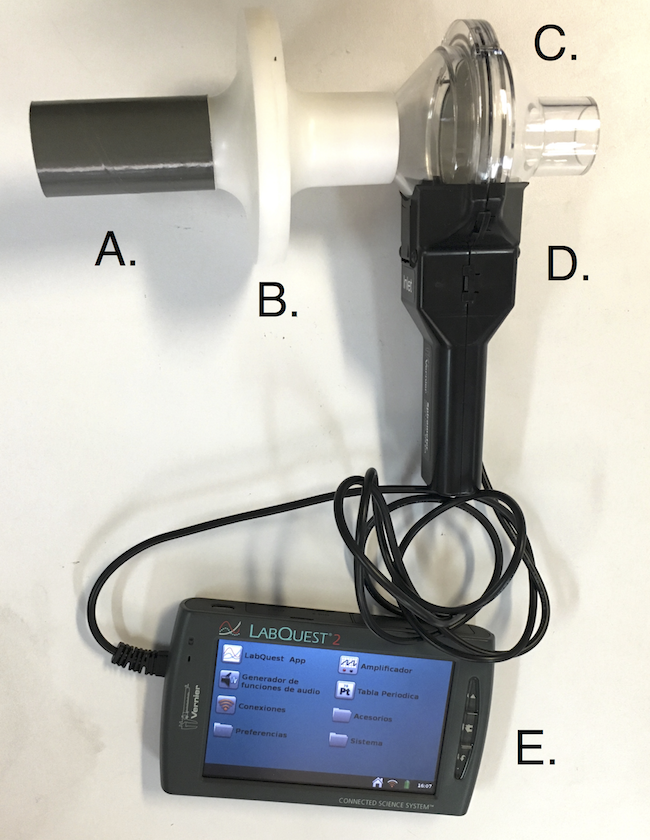 C.
A.
D.
B.
inlet
LABQUEST®2
LabQuest App
Amplificador
Generador de
funciones de audio
Pt Tabla Periodica
Conexiones
Acesorios
Preferencias
Sistema
Vernier
E.
16:07
CONNECTED SCIENCE SYSTEM™